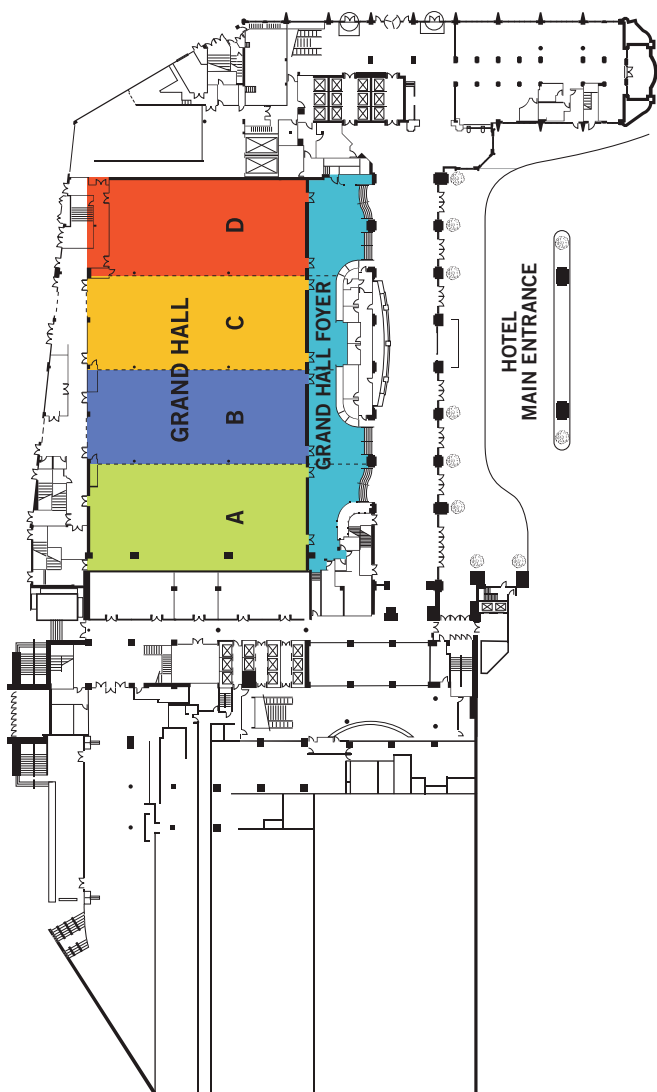 GRAND HALL
D
C
B
A
GRAND HALL FOYER
HOTEL
MAIN ENTRANCE